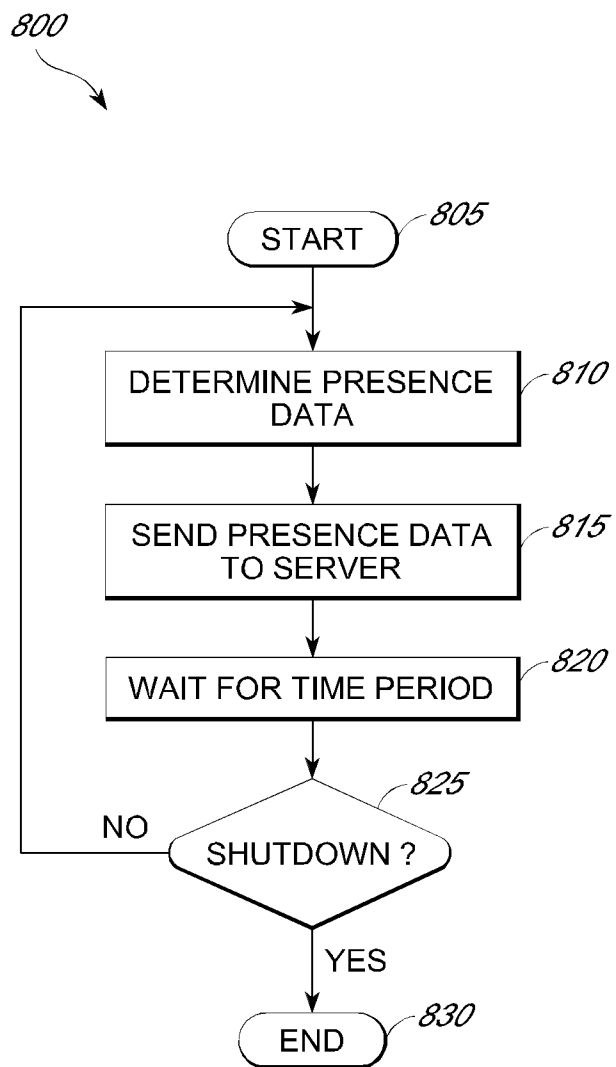 800
START
805
DETERMINE PRESENCE
DATA
810
SEND PRESENCE DATA
TO SERVER
815
WAIT FOR TIME PERIOD
820
825
SHUTDOWN ?
NO
YES
END
830